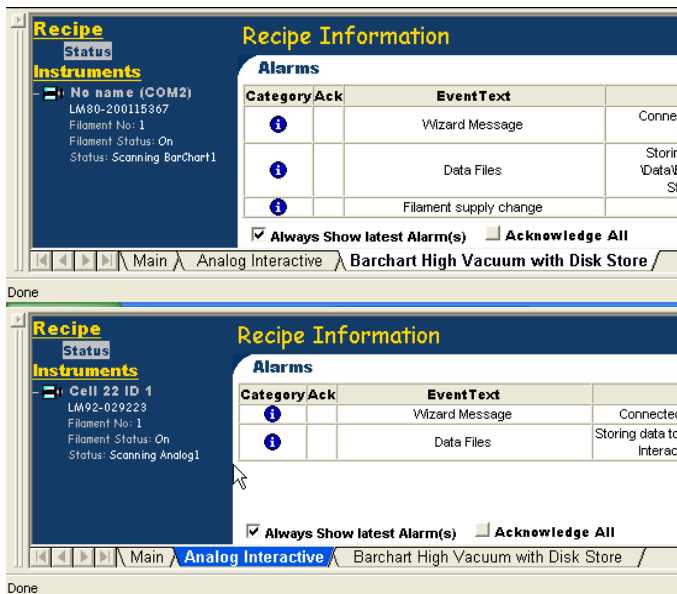 Recipe
Status
Instruments
No name (COM2)
LM80-200115367
Filament No: 1
Filament Status: On
Status: Scanning BarChart1
Recipe Information
Alarms
Category Ack EventText
Wizard Message Conne
Data Files Storin
\Data\E
St
Filament supply change
Always Show latest Alarm(s) Acknowledge All
Main Analog Interactive Barchart High Vacuum with Disk Store
Done
Recipe
Status
Instruments
Cell 22 ID 1
LM92-029223
Filament No: 1
Filament Status: On
Status: Scanning Analog1
Recipe Information
Alarms
Category Ack EventText
Wizard Message Connected
Data Files Storing data to
Interac
Always Show latest Alarm(s) Acknowledge All
Main Analog Interactive Barchart High Vacuum with Disk Store
Done